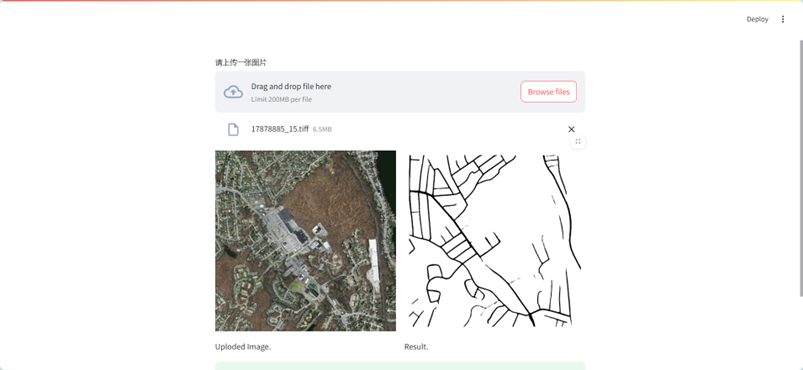 Deploy
请上传一张图片
Drag and drop file here
Limit 200MB per file
Browse files
17878885_15.tiff 6.5MB
Uploded Image.
Result.